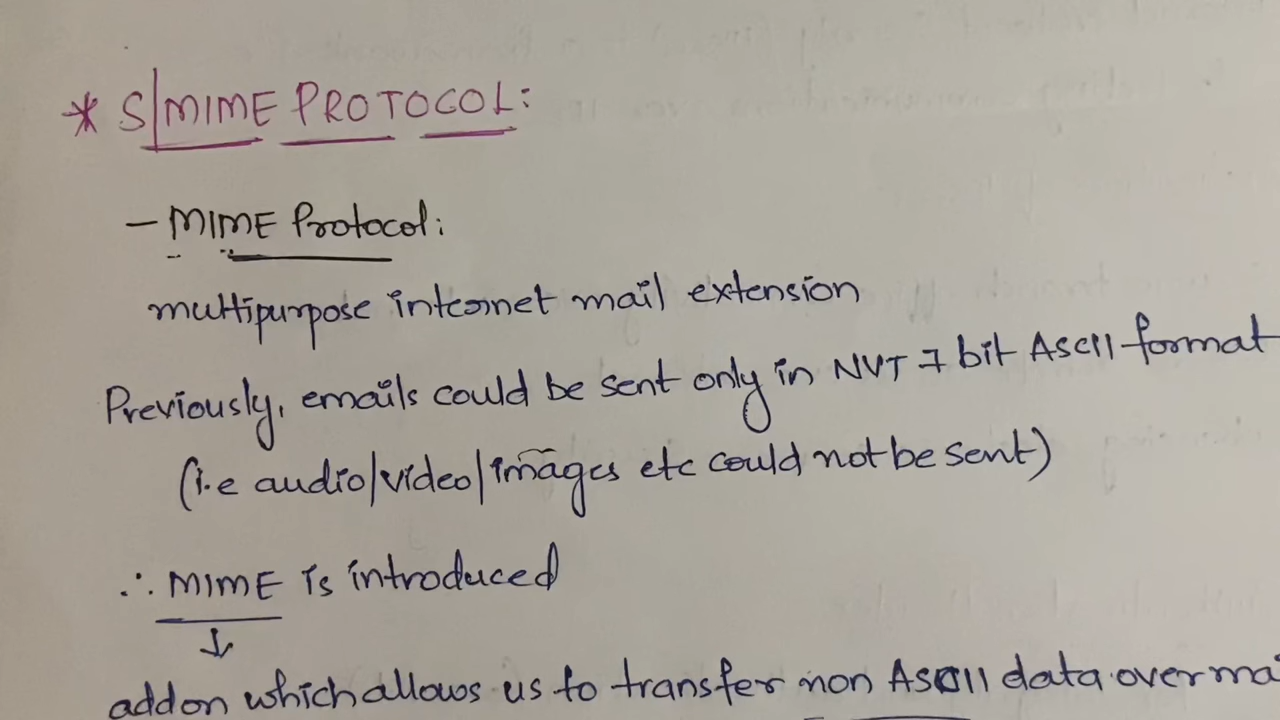 * S/MIME PROTOCOL:
- MIME Protocol:
multipurpose internet mail extension
Previously, emails could be sent only in NVT 7 bit ASCII format
(i.e audio/video/images etc could not be sent)
∴ MIME is introduced
↓
addon which allows us to transfer non ASCII data over